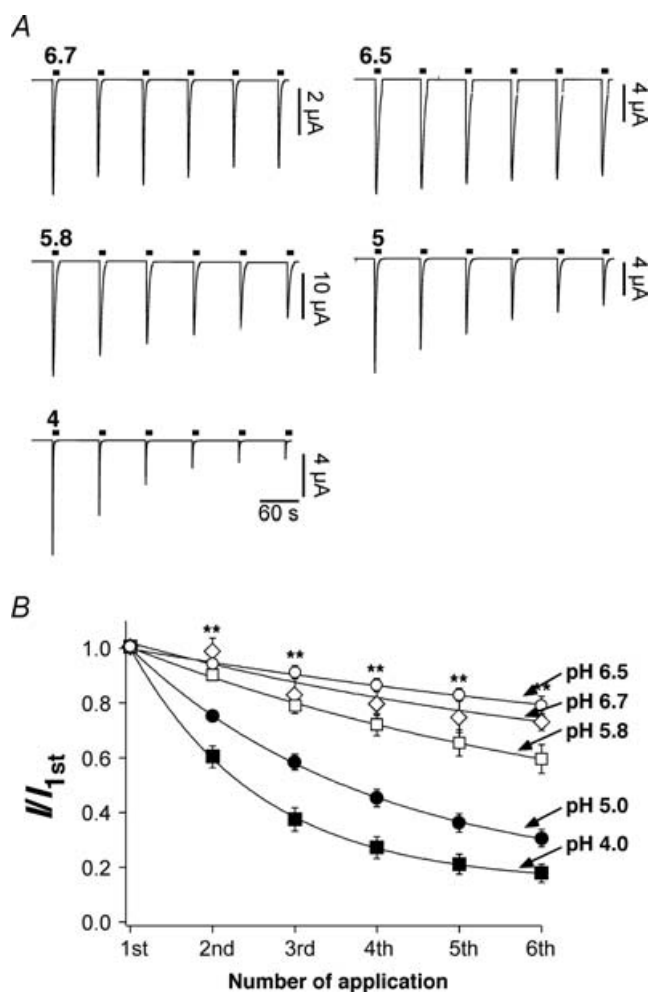 A
6.7
2 µA
6.5
4 µA
5.8
10 µA
5
4 µA
4
4 µA
60 s
B
**
**
**
**
**
1.0
0.8
0.6
0.4
0.2
0.0
I/I1st
pH 6.5
pH 6.7
pH 5.8
pH 5.0
pH 4.0
1st 2nd 3rd 4th 5th 6th
Number of application